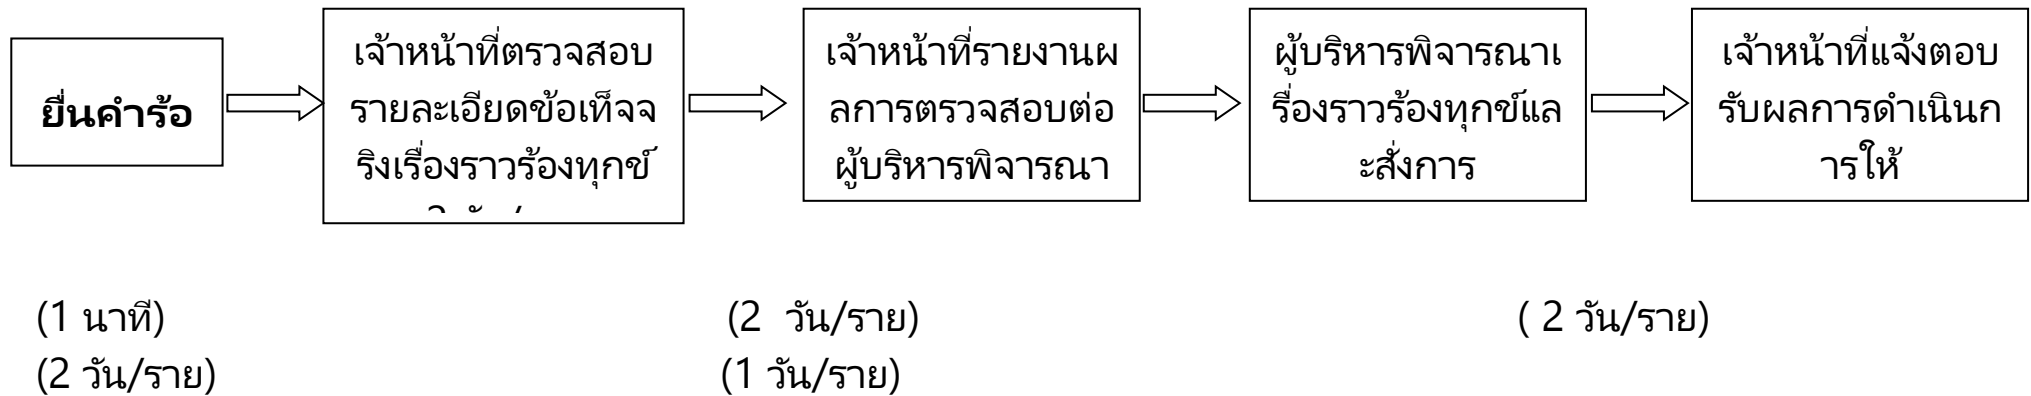 ยื่นคำร้อ
เจ้าหน้าที่ตรวจสอบ
รายละเอียดข้อเท็จจ
ริงเรื่องราวร้องทุกข์
เจ้าหน้าที่รายงานผ
ลการตรวจสอบต่อ
ผู้บริหารพิจารณา
ผู้บริหารพิจารณาเ
รื่องราวร้องทุกข์แล
ะสั่งการ
เจ้าหน้าที่แจ้งตอบ
รับผลการดำเนินก
ารให้
(1 นาที) (2 วัน/ราย) ( 2 วัน/ราย)
(2 วัน/ราย) (1 วัน/ราย)